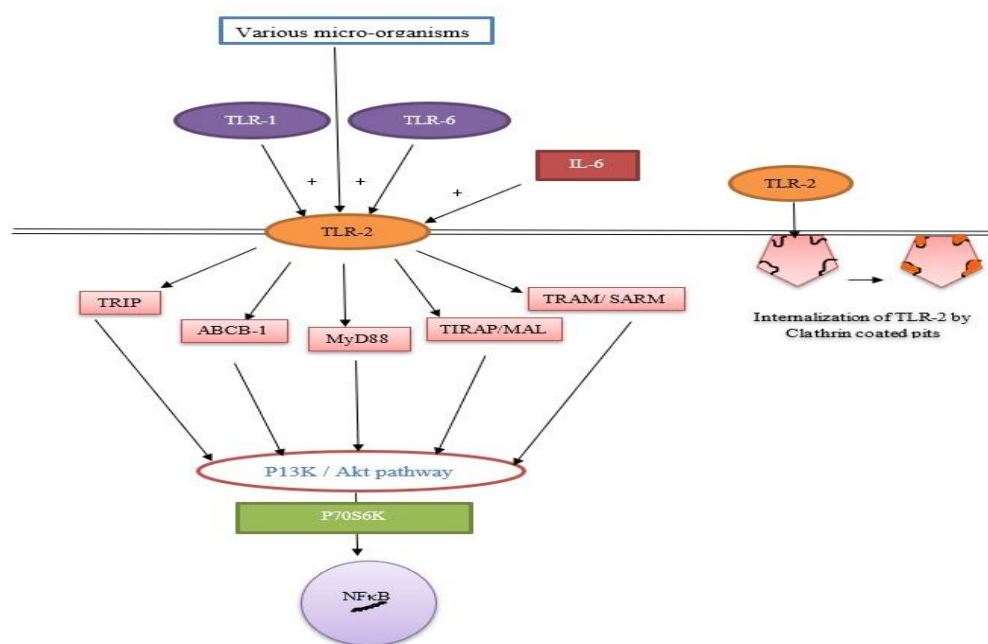 Various micro-organisms
TLR-1
TLR-6
IL-6
+
+
+
TLR-2
TLR-2
TRIP
ABCB-1
MyD88
TIRAP/MAL
TRAM/ SARM
Internalization of TLR-2 by
Clathrin coated pits
P13K / Akt pathway
P70S6K
NFκB